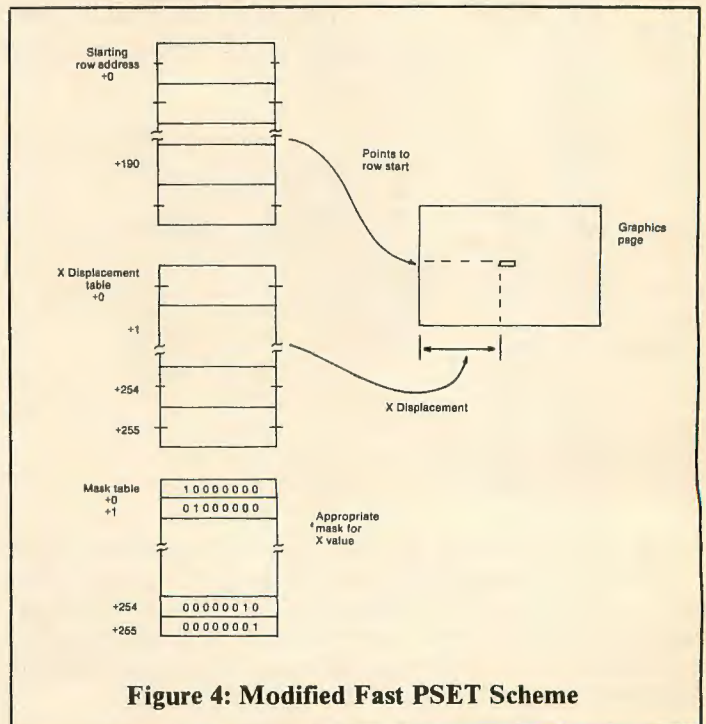 Starting
row address
+0
+190
Points to
row start
Graphics
page
X Displacement
table
+0
+1
+254
+255
X Displacement
Mask table
+0
+1
10000000
01000000
Appropriate
mask for
X value
+254
+255
00000010
00000001
Figure 4: Modified Fast PSET Scheme